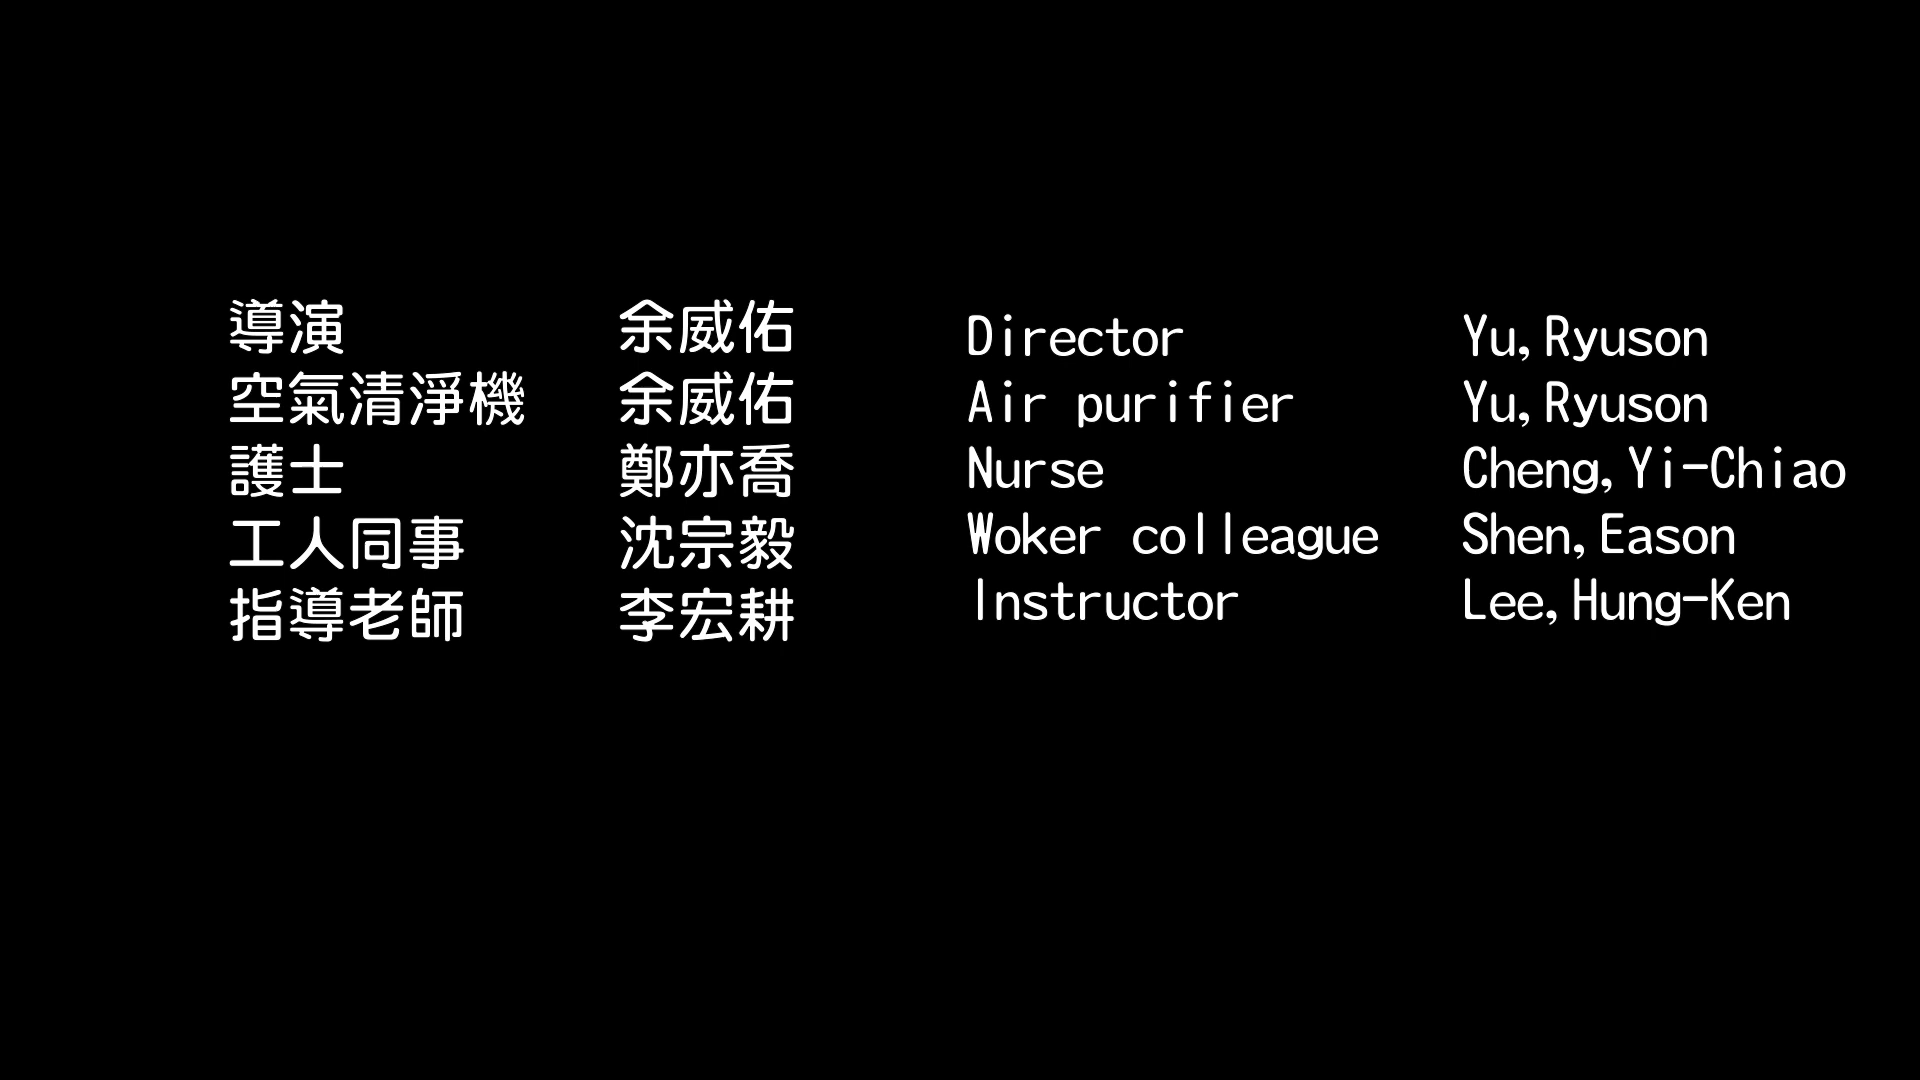 導演 余威佑 Director Yu,Ryuson
空氣清淨機 余威佑 Air purifier Yu,Ryuson
護士 鄭亦喬 Nurse Cheng,Yi-Chiao
工人同事 沈宗毅 Woker colleague Shen,Eason
指導老師 李宏耕 Instructor Lee,Hung-Ken